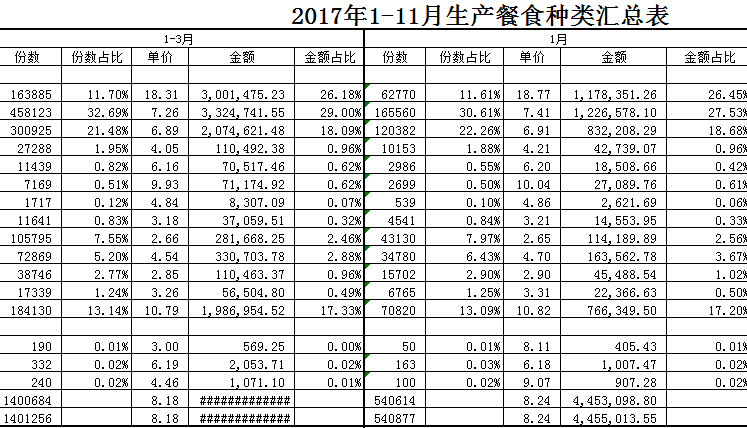 2017年1-11月生产餐食种类汇总表
1-3月 1月
份数 份数占比 单价 金额 金额占比 份数 份数占比 单价 金额 金额占比
163885 11.70% 18.31 3,001,475.23 26.18% 62770 11.61% 18.77 1,178,351.26 26.45%
458123 32.69% 7.26 3,324,741.55 29.00% 165560 30.61% 7.41 1,226,578.10 27.53%
300925 21.48% 6.89 2,074,621.48 18.09% 120382 22.26% 6.91 832,208.29 18.68%
27288 1.95% 4.05 110,492.38 0.96% 10153 1.88% 4.21 42,739.07 0.96%
11439 0.82% 6.16 70,517.46 0.62% 2986 0.55% 6.20 18,508.66 0.42%
7169 0.51% 9.93 71,174.92 0.62% 2699 0.50% 10.04 27,089.76 0.61%
1717 0.12% 4.84 8,307.09 0.07% 539 0.10% 4.86 2,621.69 0.06%
11641 0.83% 3.18 37,059.51 0.32% 4541 0.84% 3.21 14,553.95 0.33%
105795 7.55% 2.66 281,668.25 2.46% 43130 7.97% 2.65 114,189.89 2.56%
72869 5.20% 4.54 330,703.78 2.88% 34780 6.43% 4.70 163,562.78 3.67%
38746 2.77% 2.85 110,463.37 0.96% 15702 2.90% 2.90 45,488.54 1.02%
17339 1.24% 3.26 56,504.80 0.49% 6765 1.25% 3.31 22,366.63 0.50%
184130 13.14% 10.79 1,986,954.52 17.33% 70820 13.09% 10.82 766,349.50 17.20%
190 0.01% 3.00 569.25 0.00% 50 0.01% 8.11 405.43 0.01%
332 0.02% 6.19 2,053.71 0.02% 163 0.03% 6.18 1,007.47 0.02%
240 0.02% 4.46 1,071.10 0.01% 100 0.02% 9.07 907.28 0.02%
1400684 8.18 ############# 540614 8.24 4,453,098.80
1401256 8.18 ############# 540877 8.24 4,455,013.55